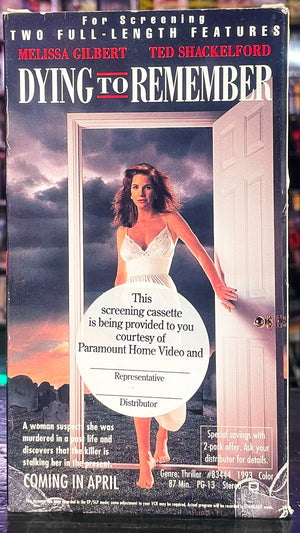 For Screening
TWO FULL-LENGTH FEATURES
MELISSA GILBERT TED SHACKELFORD
DYING TO REMEMBER
This
screening cassette
is being provided to you
courtesy of
Paramount Home Video and
Representative
Distributor
A woman suspects she was
murdered in a past life and
discovers that the killer is
stalking her in the present.
COMING IN APRIL
Special savings with
2-pack offer. Ask your
distributor for details.
Genre: Thriller #83444 1993 Color
87 Min. PG-13 Stereo